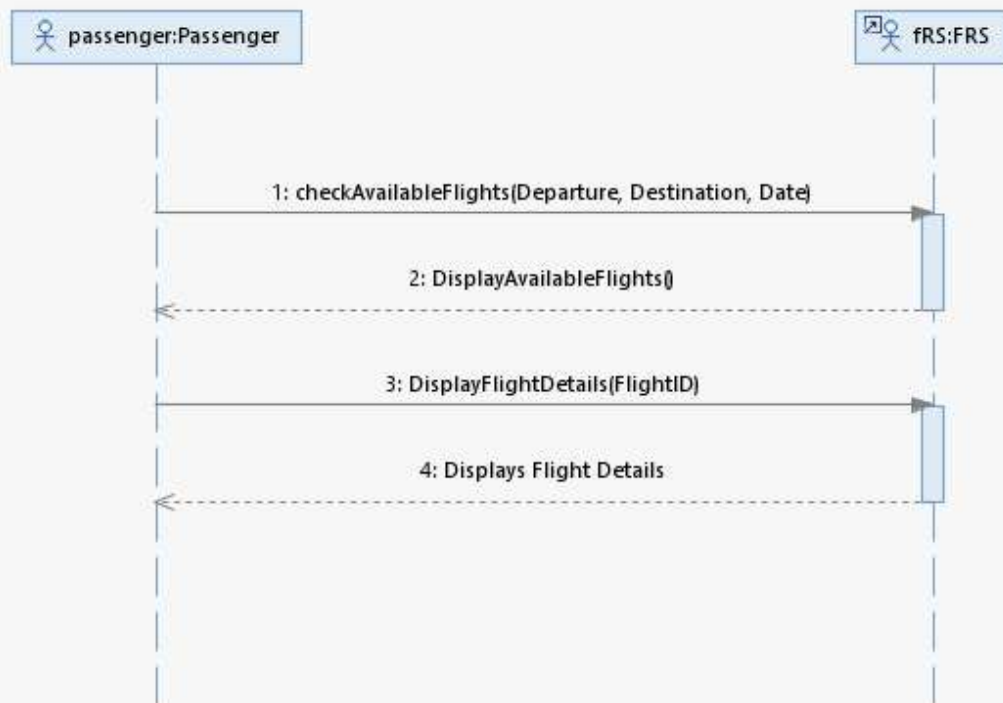 passenger:Passenger
fRS:FRS
1: checkAvailableFlights(Departure, Destination, Date)
2: DisplayAvailableFlights()
3: DisplayFlightDetails(FlightID)
4: Displays Flight Details